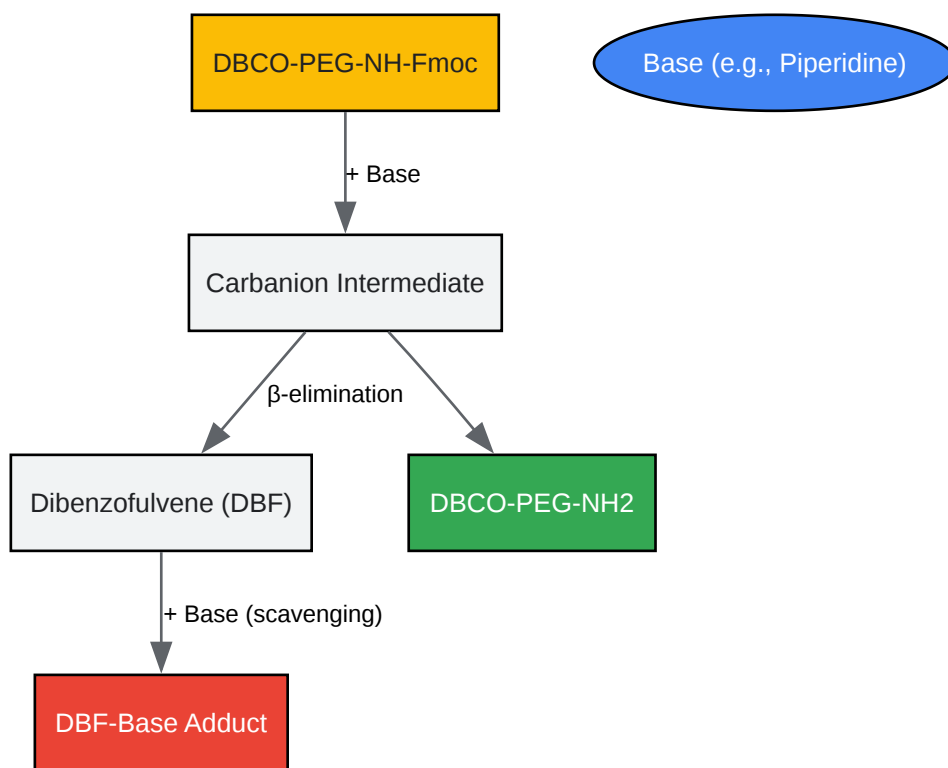 DBCO-PEG-NH-Fmoc
Base (e.g., Piperidine)
+ Base
Carbanion Intermediate
β-elimination
Dibenzofulvene (DBF)
DBCO-PEG-NH2
+ Base (scavenging)
DBF-Base Adduct